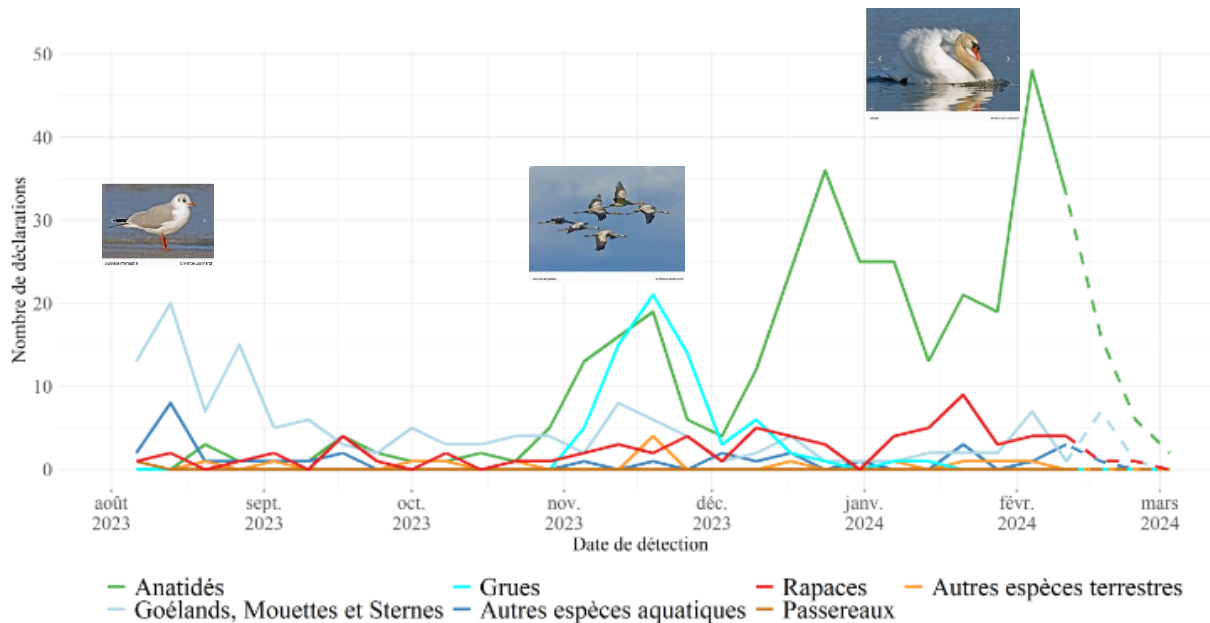 50
40
30
20
10
0
Nombre de déclarations
août
2023
sept.
2023
oct.
2023
nov.
2023
déc.
2023
janv.
2024
févr.
2024
mars
2024
Date de détection
Anatidés
Grues
Rapaces
Autres espèces terrestres
Goélands, Mouettes et Sternes
Autres espèces aquatiques
Passereaux